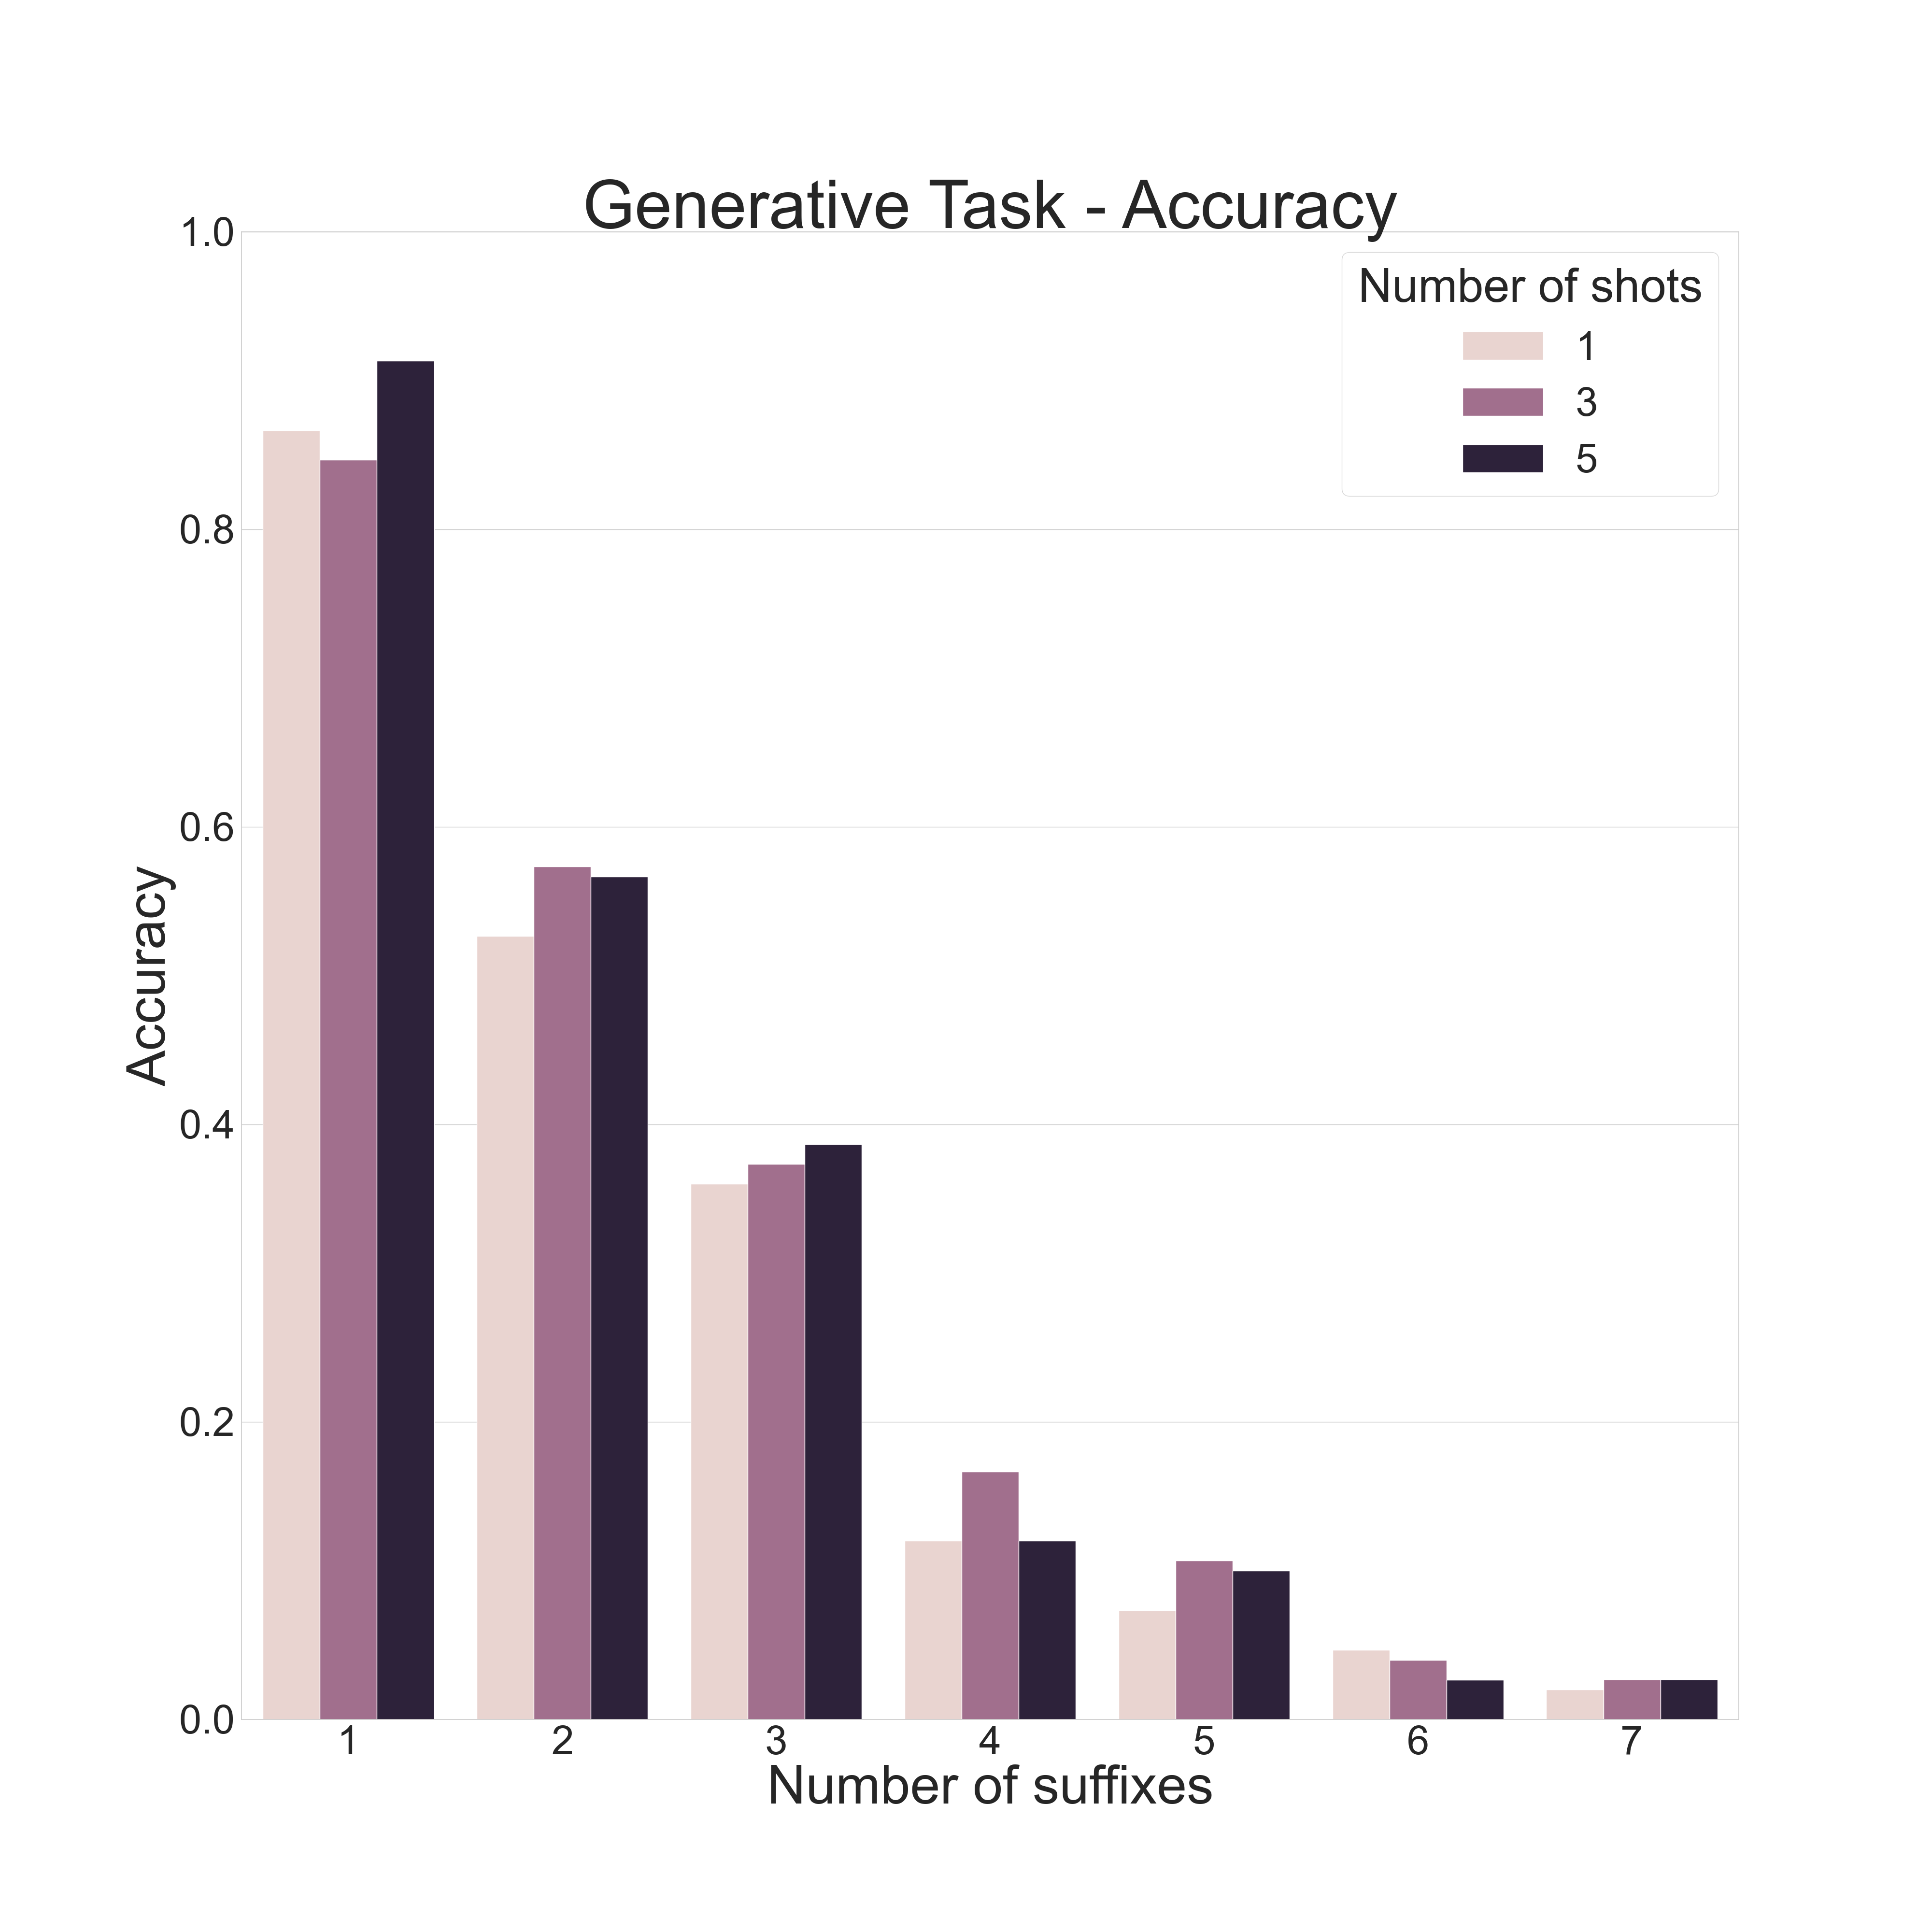 Generative Task - Accuracy
1.0
Number of shots
1
3
5
0.8
0.6
0.4
0.2
0.0
Accuracy
1 2 3 4 5 6 7
Number of suffixes